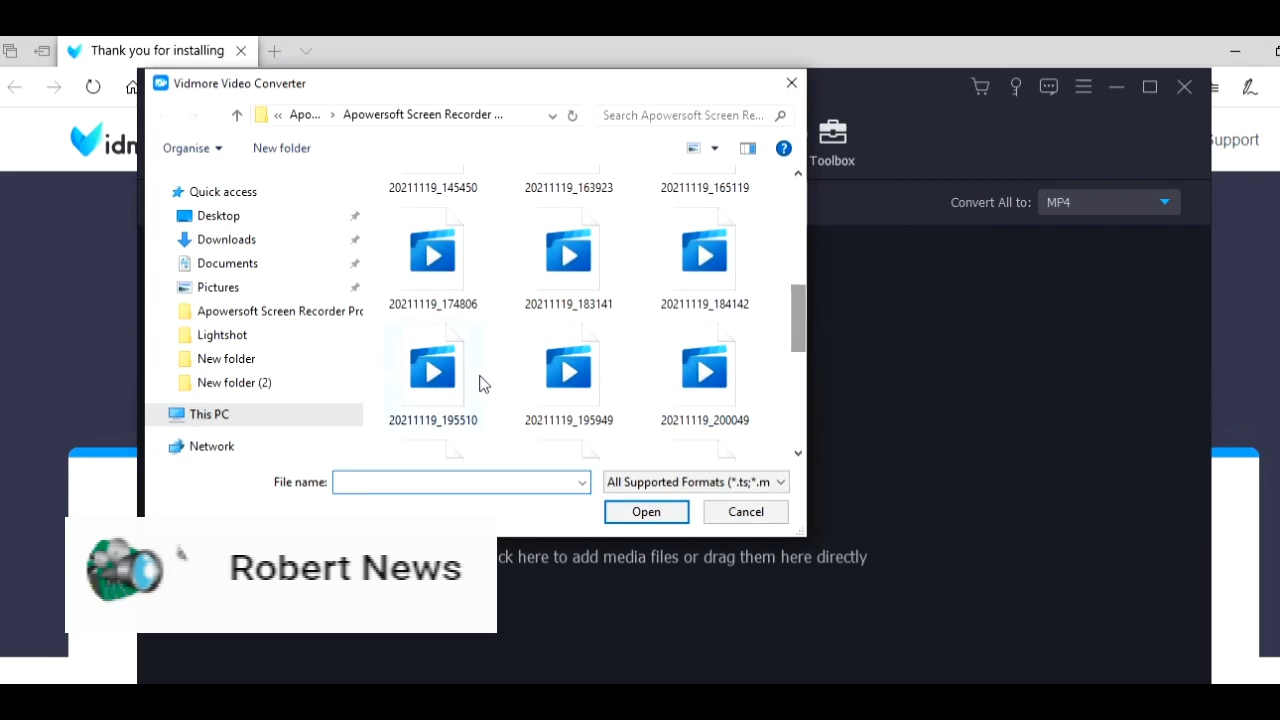 Thank you for installing
Vidmore Video Converter
Apo...
Apowersoft Screen Recorder ...
Search Apowersoft Screen Re...
Organise
New folder
Toolbox
Support
Convert All to:
MP4
Quick access
Desktop
Downloads
Documents
Pictures
Apowersoft Screen Recorder Pro
Lightshot
New folder
New folder (2)
This PC
Network
20211119_145450
20211119_163923
20211119_165119
20211119_174806
20211119_183141
20211119_184142
20211119_195510
20211119_195949
20211119_200049
File name:
All Supported Formats (*.ts;*.m
Open
Cancel
ck here to add media files or drag them here directly
Robert News